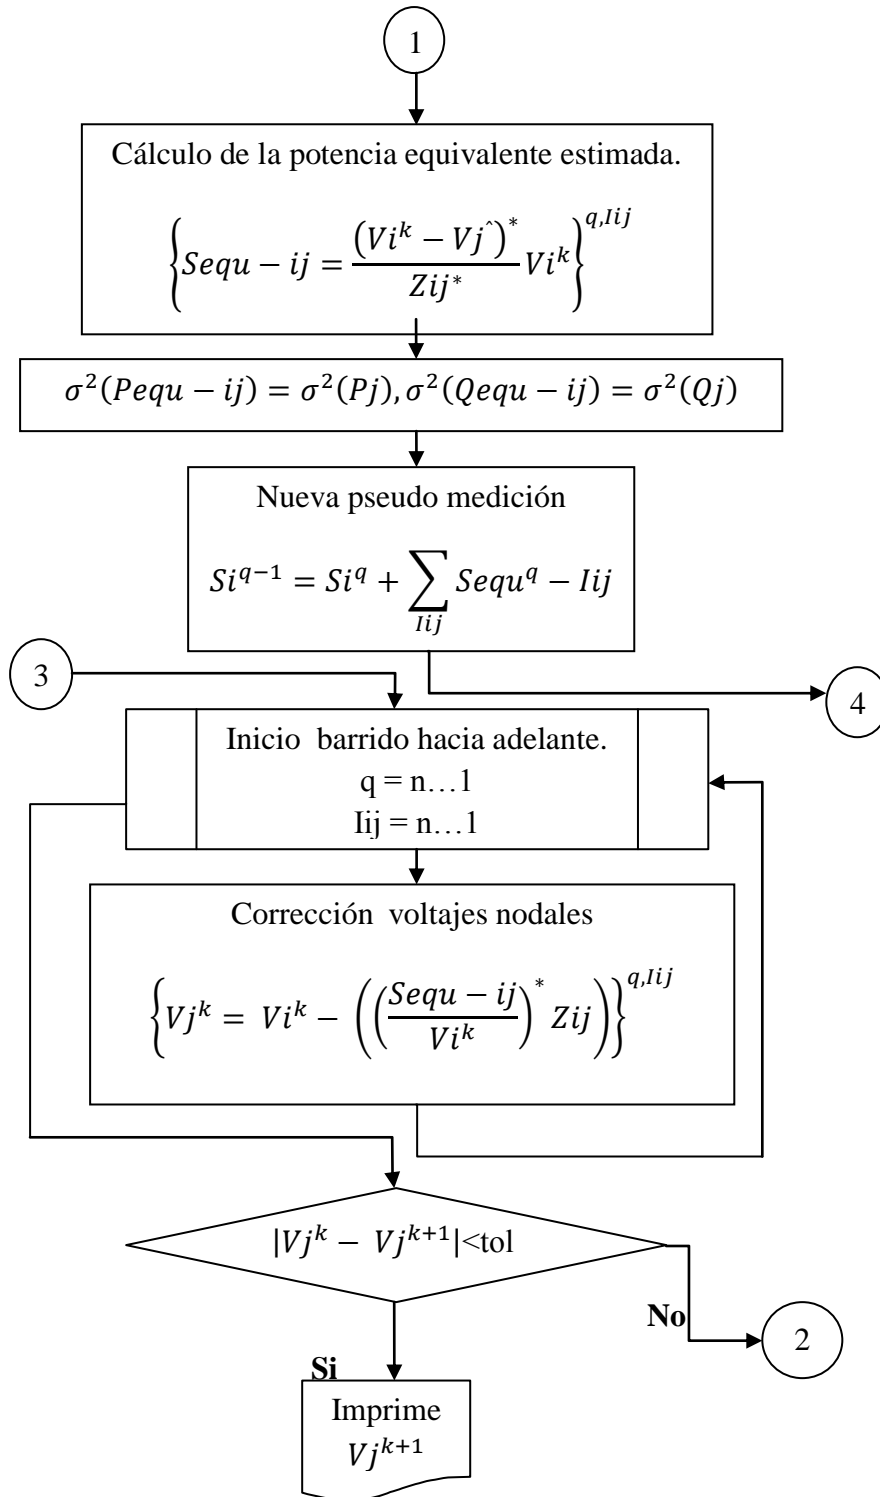 1
Cálculo de la potencia equivalente estimada.
{Sequ − ij = (Vi^k − Vj^)^* / Zij^* Vi^k}^{q,Iij}
σ²(Pequ − ij) = σ²(Pj), σ²(Qequ − ij) = σ²(Qj)
Nueva pseudo medición
Si^{q−1} = Si^q + ∑_{Iij} Sequ^q − Iij
3
4
Inicio barrido hacia adelante.
q = n…1
Iij = n…1
Corrección voltajes nodales
{Vj^k = Vi^k − ((Sequ − ij / Vi^k)^* Zij)}^{q,Iij}
|Vj^k − Vj^{k+1}|<tol
No
2
Si
Imprime
Vj^{k+1}